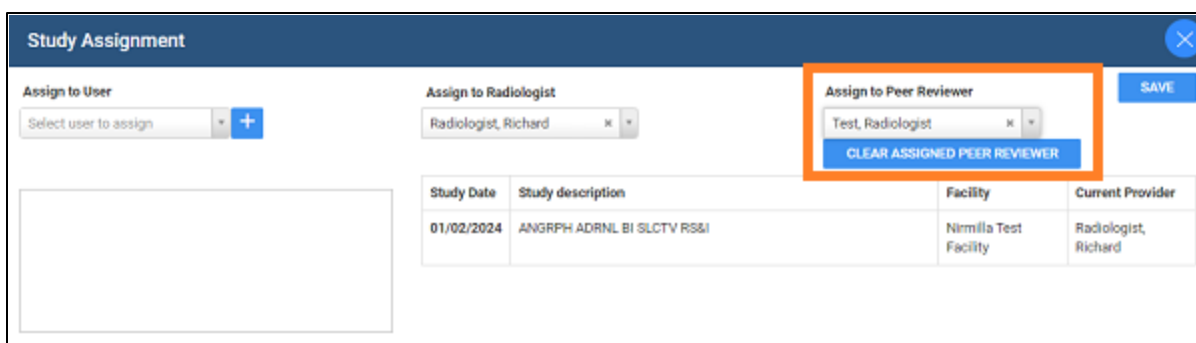 Study Assignment
Assign to User
Select user to assign
Assign to Radiologist
Radiologist, Richard
Assign to Peer Reviewer
Test, Radiologist
CLEAR ASSIGNED PEER REVIEWER
SAVE
Study Date Study description Facility Current Provider
01/02/2024 ANGRPH ADRNL BI SLCTV RS&I Nirmilla Test Radiologist,
Facility Richard